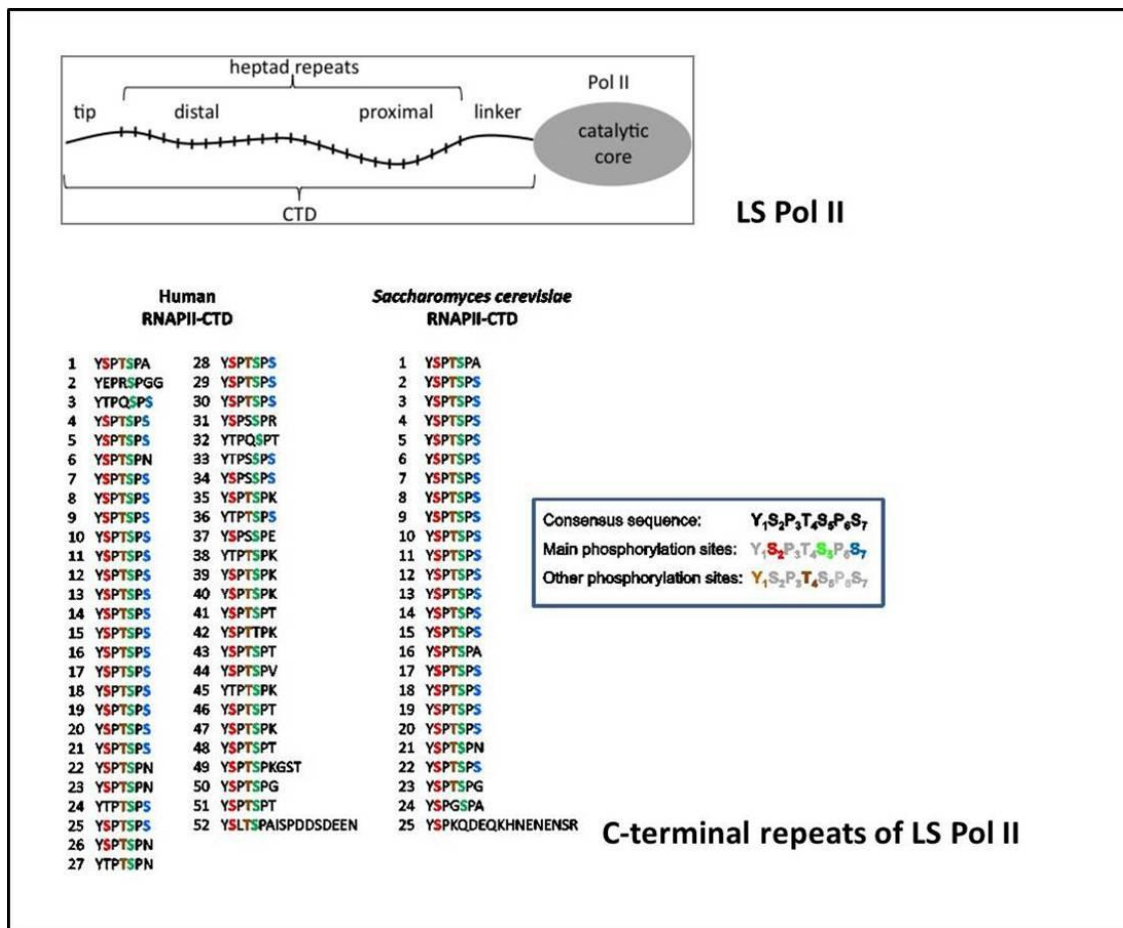 heptad repeats
Pol II
tip
distal
proximal
linker
catalytic
core
CTD
LS Pol II
Human
RNAPII-CTD
1 YSPTSPA
2 YEPRSPGG
3 YTPQSPS
4 YSPTSPS
5 YSPTSPS
6 YSPTSPN
7 YSPTSPS
8 YSPTSPS
9 YSPTSPS
10 YSPTSPS
11 YSPTSPS
12 YSPTSPS
13 YSPTSPS
14 YSPTSPS
15 YSPTSPS
16 YSPTSPS
17 YSPTSPS
18 YSPTSPS
19 YSPTSPS
20 YSPTSPS
21 YSPTSPS
22 YSPTSPN
23 YSPTSPN
24 YTPTSPS
25 YSPTSPS
26 YSPTSPN
27 YTPTSPN
28 YSPTSPS
29 YSPTSPS
30 YSPTSPS
31 YSPSSPR
32 YTPQSPT
33 YTPSSPS
34 YSPSSPS
35 YSPTSPK
36 YTPTSPS
37 YSPSSPE
38 YTPTSPK
39 YSPTSPK
40 YSPTSPK
41 YSPTSPT
42 YSPTTPK
43 YSPTSPT
44 YSPTSPV
45 YTPTSPK
46 YSPTSPT
47 YSPTSPK
48 YSPTSPT
49 YSPTSPKGST
50 YSPTSPG
51 YSPTSPT
52 YSLTSPAISPDDSDEEN
Saccharomyces cerevisiae
RNAPII-CTD
1 YSPTSPA
2 YSPTSPS
3 YSPTSPS
4 YSPTSPS
5 YSPTSPS
6 YSPTSPS
7 YSPTSPS
8 YSPTSPS
9 YSPTSPS
10 YSPTSPS
11 YSPTSPS
12 YSPTSPS
13 YSPTSPS
14 YSPTSPS
15 YSPTSPS
16 YSPTSPA
17 YSPTSPS
18 YSPTSPS
19 YSPTSPS
20 YSPTSPS
21 YSPTSPN
22 YSPTSPS
23 YSPTSPG
24 YSPGSPA
25 YSPKQDEQKHNENENSR
Consensus sequence: Y₁S₂P₃T₄S₅P₆S₇
Main phosphorylation sites: Y₁S₂P₃T₄S₅P₆S₇
Other phosphorylation sites: Y₁S₂P₃T₄S₅P₆S₇
C-terminal repeats of LS Pol II